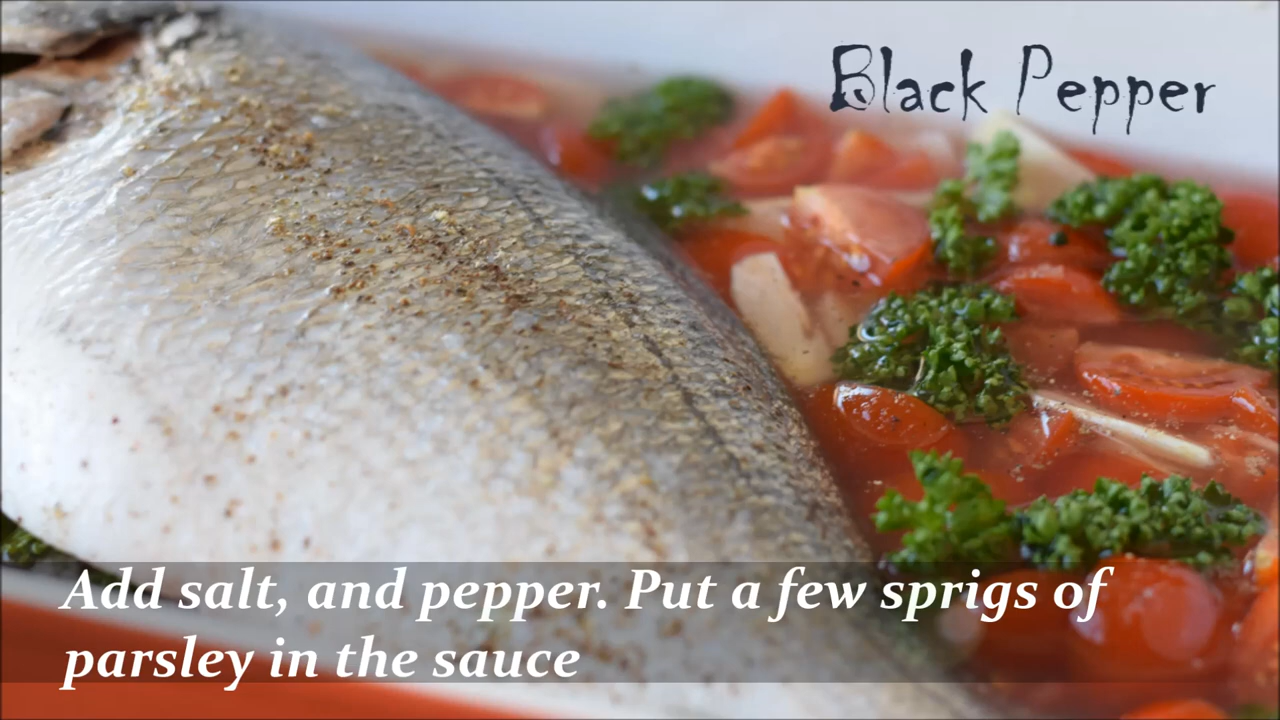 Black Pepper
Add salt, and pepper. Put a few sprigs of
parsley in the sauce